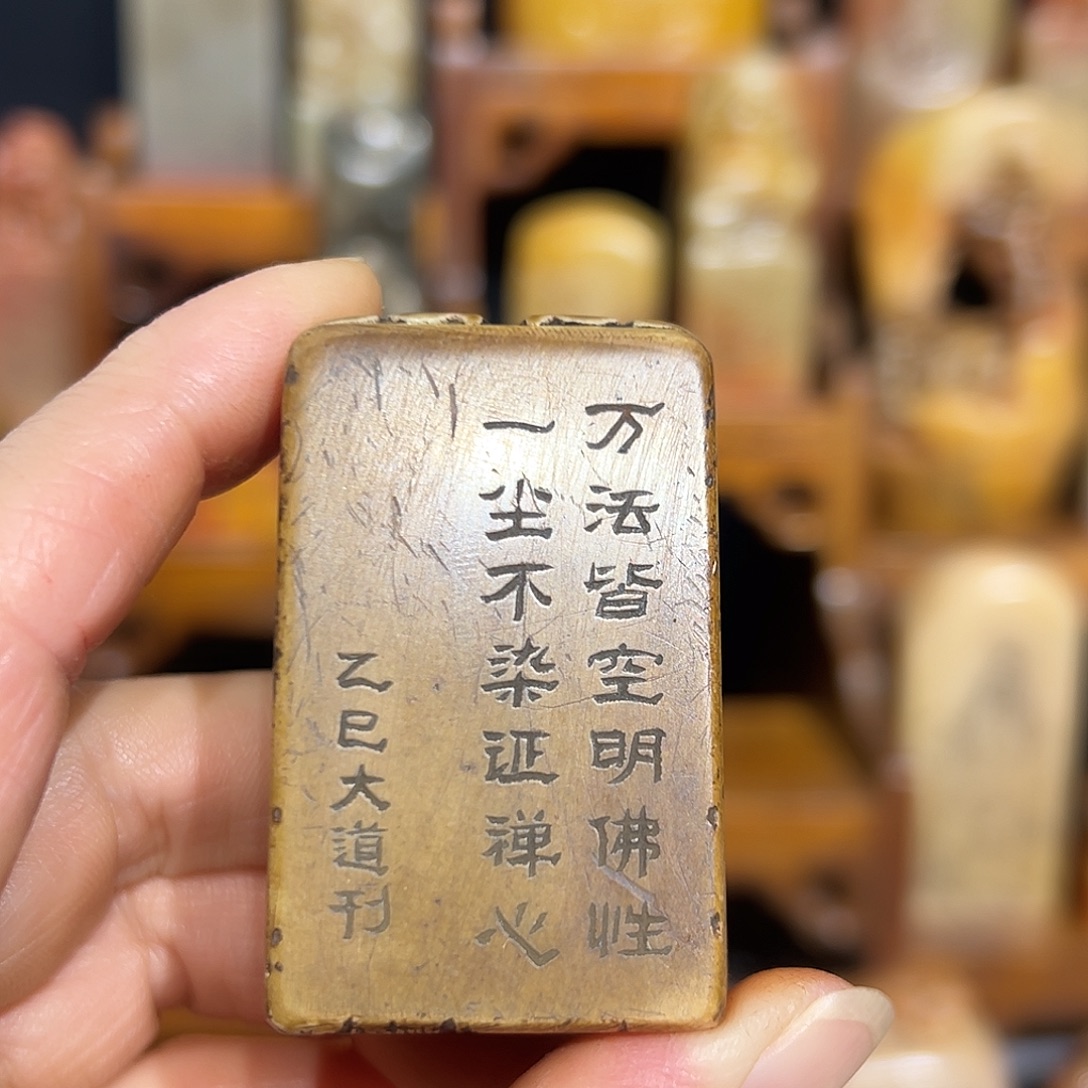 万法皆空明佛性
一尘不染证禅心
乙巳大道刊